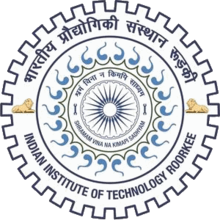 भारतीय प्रौद्योगिकी संस्थान रुड़की
श्रमं विना न किमपि साध्यम्
SHRAMAM VINA NA KIMAPI SADHYAM
INDIAN INSTITUTE OF TECHNOLOGY ROORKEE